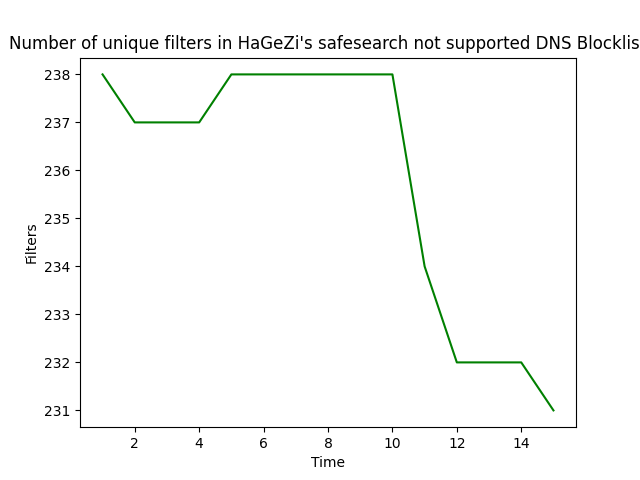 Number of unique filters in HaGeZi's safesearch not supported DNS Blocklis
238
237
236
235
234
233
232
231
Filters
2 4 6 8 10 12 14
Time